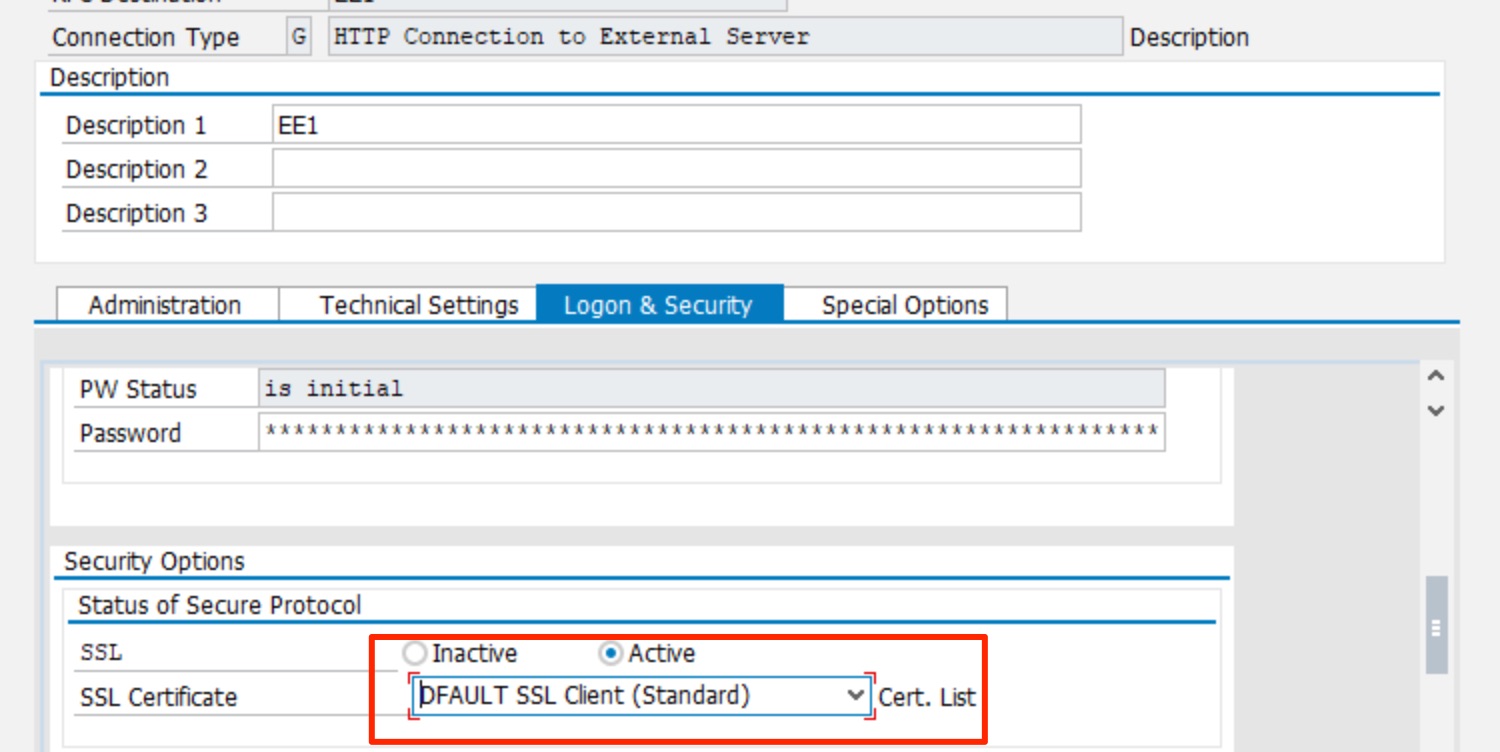 Connection Type G HTTP Connection to External Server Description
Description
Description 1 EE1
Description 2
Description 3
Administration Technical Settings Logon & Security Special Options
PW Status is initial
Password ****************************************************************
Security Options
Status of Secure Protocol
SSL Inactive Active
SSL Certificate DFAULT SSL Client (Standard) Cert. List